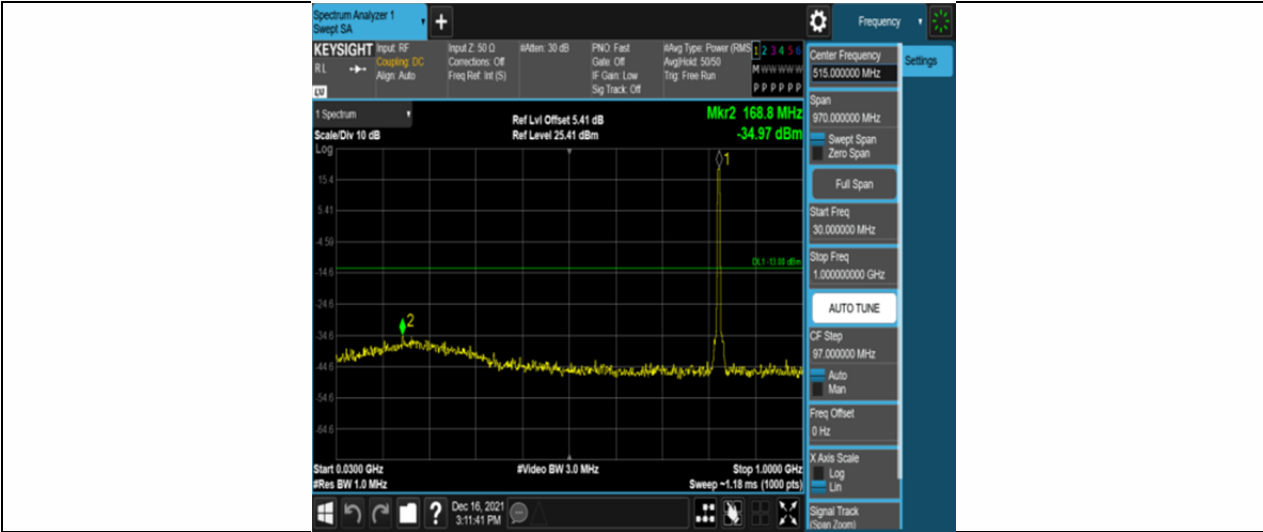 Spectrum Analyzer 1
Swept SA
+
Frequency
KEYSIGHT
RL
LV
Input: RF
Coupling: DC
Align: Auto
Input Z: 50 Ω
Corrections: Off
Freq Ref: Int (S)
#Atten: 30 dB
PNO: Fast
Gate: Off
IF Gain: Low
Sig Track: Off
#Avg Type: Power (RMS
Avg|Hold: 50/50
Trig: Free Run
1 2 3 4 5 6
M W W W W W
P P P P P P
Center Frequency
515.000000 MHz
Settings
Span
970.000000 MHz
Swept Span
Zero Span
Full Span
Start Freq
30.000000 MHz
Stop Freq
1.000000000 GHz
AUTO TUNE
CF Step
97.000000 MHz
Auto
Man
Freq Offset
0 Hz
X Axis Scale
Log
Lin
Signal Track
(Span Zoom)
1 Spectrum
Scale/Div 10 dB
Log
Ref Lvl Offset 5.41 dB
Ref Level 25.41 dBm
Mkr2 168.8 MHz
-34.97 dBm
1
15.4
5.41
-4.59
DL1 -13.00 dBm
-14.6
-24.6
2
-34.6
-44.6
-54.6
-64.6
Start 0.0300 GHz
#Res BW 1.0 MHz
#Video BW 3.0 MHz
Stop 1.0000 GHz
Sweep ~1.18 ms (1000 pts)
?
Dec 16, 2021
3:11:41 PM